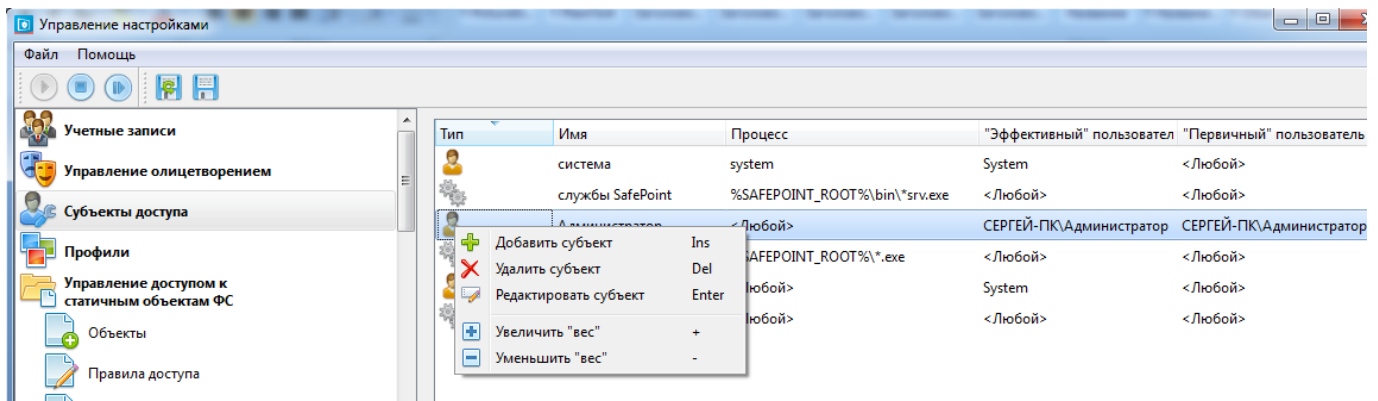 Управление настройками
Файл Помощь
Учетные записи
Управление олицетворением
Субъекты доступа
Профили
Управление доступом к
статичным объектам ФС
Объекты
Правила доступа
Тип Имя Процесс "Эффективный" пользовател "Первичный" пользователь
система system System <Любой>
службы SafePoint %SAFEPOINT_ROOT%\bin\*srv.exe <Любой> <Любой>
Администратор <Любой> СЕРГЕЙ-ПК\Администратор СЕРГЕЙ-ПК\Администратор
SAFEPOINT_ROOT%\*.exe <Любой> <Любой>
Любой> System <Любой>
Любой> <Любой> <Любой>
Добавить субъект Ins
Удалить субъект Del
Редактировать субъект Enter
Увеличить "вес" +
Уменьшить "вес" -